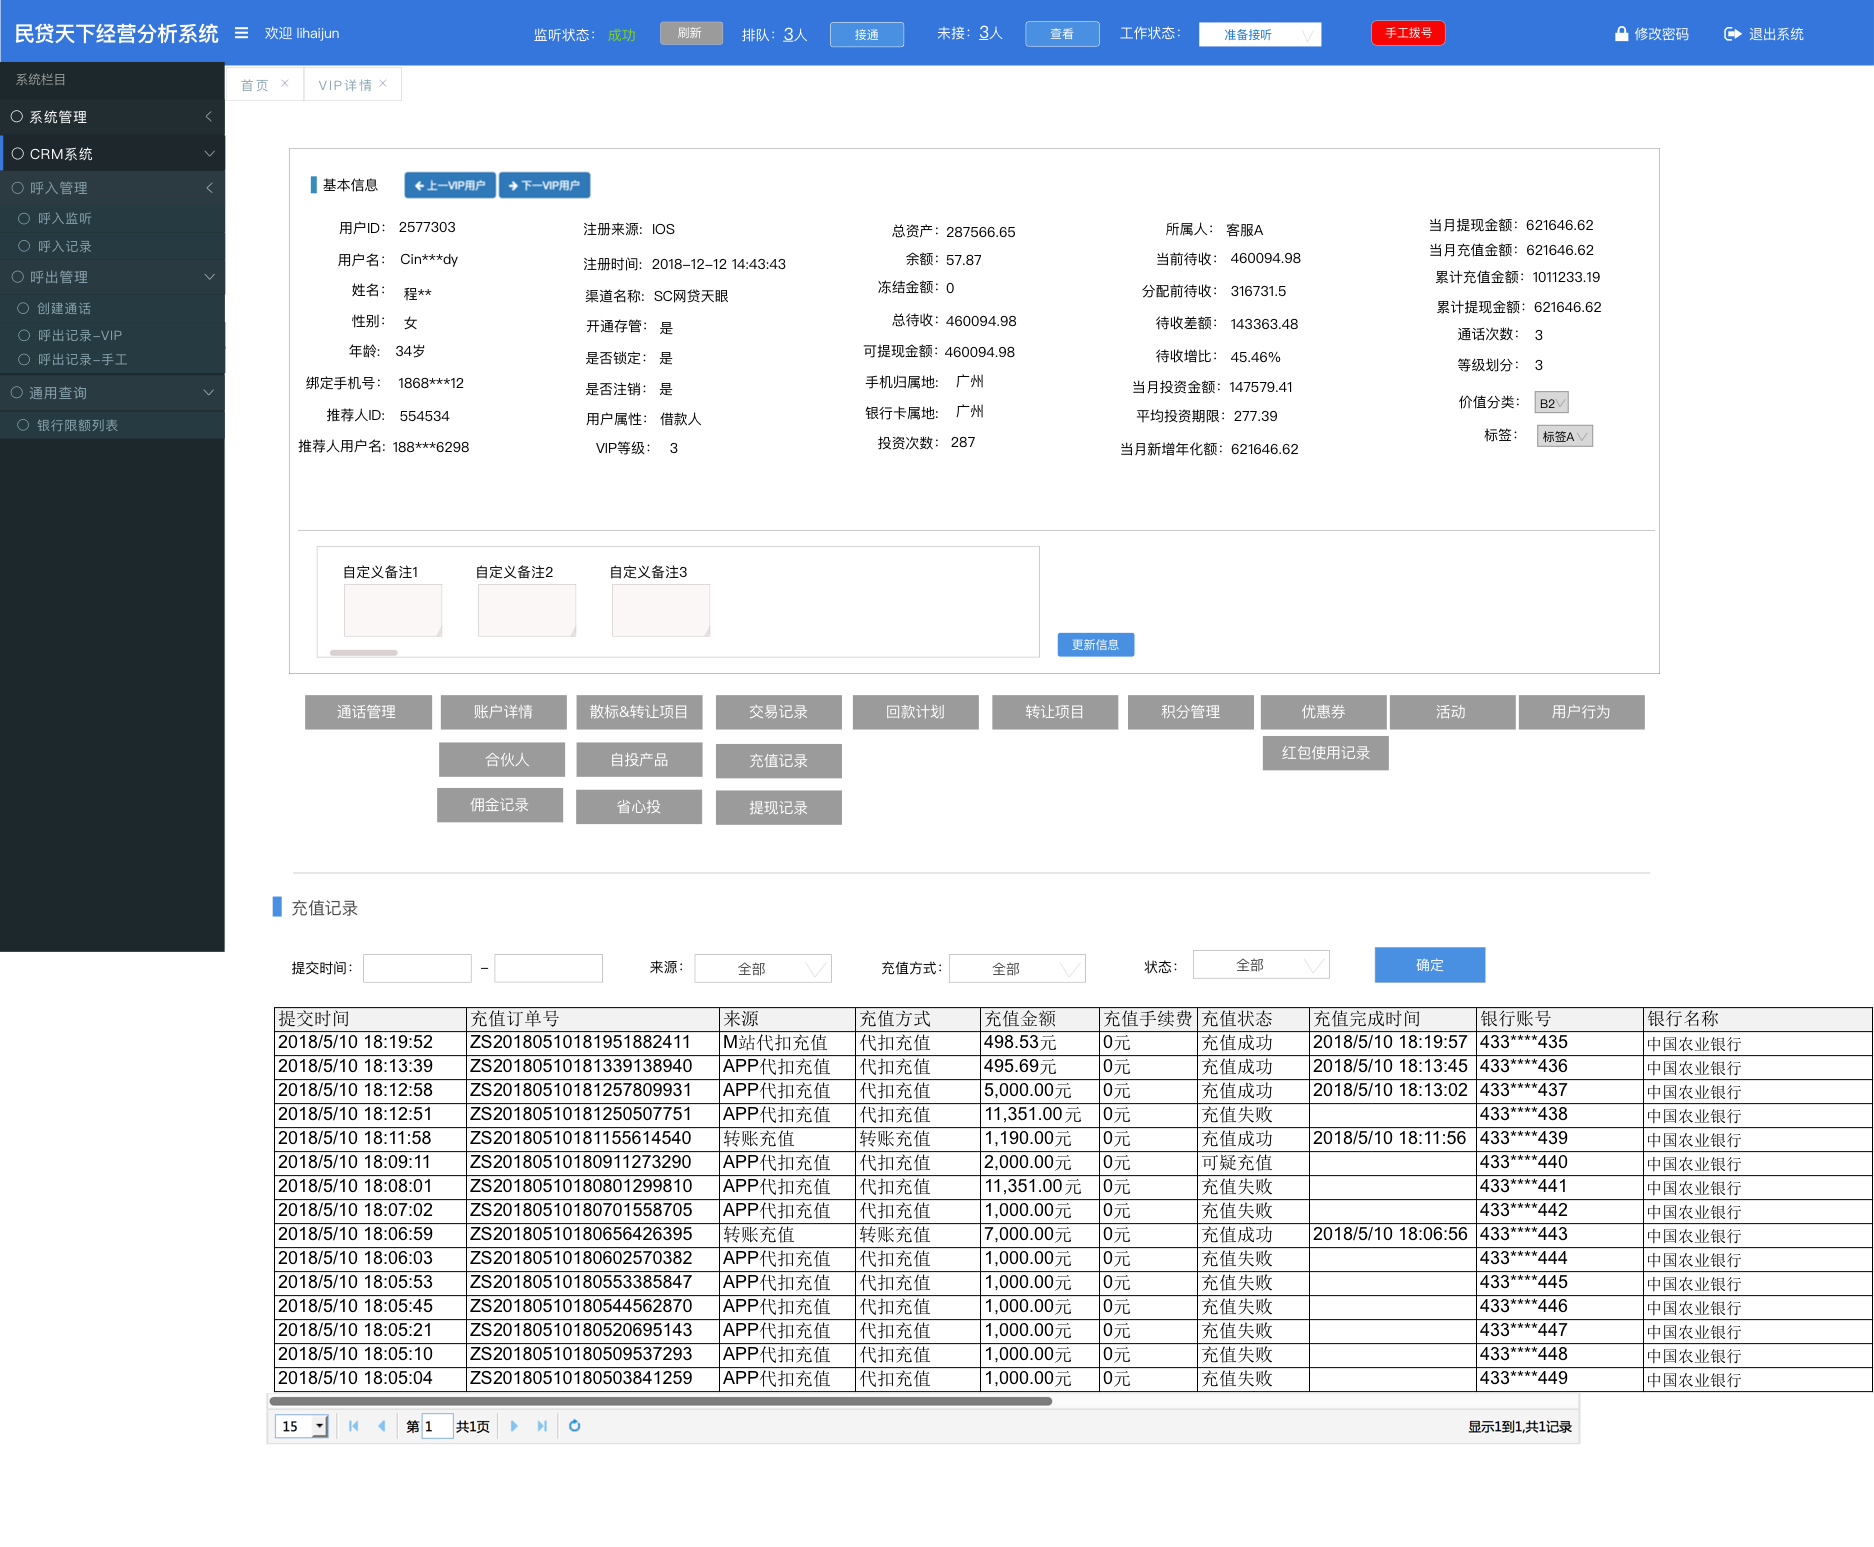 民贷天下经营分析系统 欢迎 lihaijun 监听状态： 成功 刷新 排队：3人 接通 未接：3人 查看 工作状态： 准备接听 手工拨号 修改密码 退出系统
系统栏目
系统管理
CRM系统
呼入管理
呼入监听
呼入记录
呼出管理
创建通话
呼出记录-VIP
呼出记录-手工
通用查询
银行限额列表
首页 × VIP详情 ×
基本信息 上一VIP用户 下一VIP用户
用户ID： 2577303
用户名： Cin***dy
姓名： 程**
性别： 女
年龄： 34岁
绑定手机号： 1868***12
推荐人ID： 554534
推荐人用户名: 188***6298
注册来源: IOS
注册时间: 2018-12-12 14:43:43
渠道名称: SC网贷天眼
开通存管： 是
是否锁定： 是
是否注销： 是
用户属性： 借款人
VIP等级： 3
总资产：287566.65
余额：57.87
冻结金额：0
总待收：460094.98
可提现金额：460094.98
手机归属地: 广州
银行卡属地: 广州
投资次数： 287
所属人： 客服A
当前待收： 460094.98
分配前待收： 316731.5
待收差额： 143363.48
待收增比： 45.46%
当月投资金额：147579.41
平均投资期限：277.39
当月新增年化额：621646.62
当月提现金额：621646.62
当月充值金额：621646.62
累计充值金额：1011233.19
累计提现金额：621646.62
通话次数： 3
等级划分： 3
价值分类： B2
标签： 标签A
自定义备注1 自定义备注2 自定义备注3
更新信息
通话管理 账户详情 散标&转让项目 交易记录 回款计划 转让项目 积分管理 优惠券 活动 用户行为
合伙人 自投产品 充值记录 红包使用记录
佣金记录 省心投 提现记录
充值记录
提交时间： – 来源： 全部 充值方式： 全部 状态： 全部 确定
提交时间 充值订单号 来源 充值方式 充值金额 充值手续费 充值状态 充值完成时间 银行账号 银行名称
2018/5/10 18:19:52 ZS20180510181951882411 M站代扣充值 代扣充值 498.53元 0元 充值成功 2018/5/10 18:19:57 433****435 中国农业银行
2018/5/10 18:13:39 ZS20180510181339138940 APP代扣充值 代扣充值 495.69元 0元 充值成功 2018/5/10 18:13:45 433****436 中国农业银行
2018/5/10 18:12:58 ZS20180510181257809931 APP代扣充值 代扣充值 5,000.00元 0元 充值成功 2018/5/10 18:13:02 433****437 中国农业银行
2018/5/10 18:12:51 ZS20180510181250507751 APP代扣充值 代扣充值 11,351.00元 0元 充值失败 433****438 中国农业银行
2018/5/10 18:11:58 ZS20180510181155614540 转账充值 转账充值 1,190.00元 0元 充值成功 2018/5/10 18:11:56 433****439 中国农业银行
2018/5/10 18:09:11 ZS20180510180911273290 APP代扣充值 代扣充值 2,000.00元 0元 可疑充值 433****440 中国农业银行
2018/5/10 18:08:01 ZS20180510180801299810 APP代扣充值 代扣充值 11,351.00元 0元 充值失败 433****441 中国农业银行
2018/5/10 18:07:02 ZS20180510180701558705 APP代扣充值 代扣充值 1,000.00元 0元 充值失败 433****442 中国农业银行
2018/5/10 18:06:59 ZS20180510180656426395 转账充值 转账充值 7,000.00元 0元 充值成功 2018/5/10 18:06:56 433****443 中国农业银行
2018/5/10 18:06:03 ZS20180510180602570382 APP代扣充值 代扣充值 1,000.00元 0元 充值失败 433****444 中国农业银行
2018/5/10 18:05:53 ZS20180510180553385847 APP代扣充值 代扣充值 1,000.00元 0元 充值失败 433****445 中国农业银行
2018/5/10 18:05:45 ZS20180510180544562870 APP代扣充值 代扣充值 1,000.00元 0元 充值失败 433****446 中国农业银行
2018/5/10 18:05:21 ZS20180510180520695143 APP代扣充值 代扣充值 1,000.00元 0元 充值失败 433****447 中国农业银行
2018/5/10 18:05:10 ZS20180510180509537293 APP代扣充值 代扣充值 1,000.00元 0元 充值失败 433****448 中国农业银行
2018/5/10 18:05:04 ZS20180510180503841259 APP代扣充值 代扣充值 1,000.00元 0元 充值失败 433****449 中国农业银行
15 第 1 共1页 显示1到1,共1记录